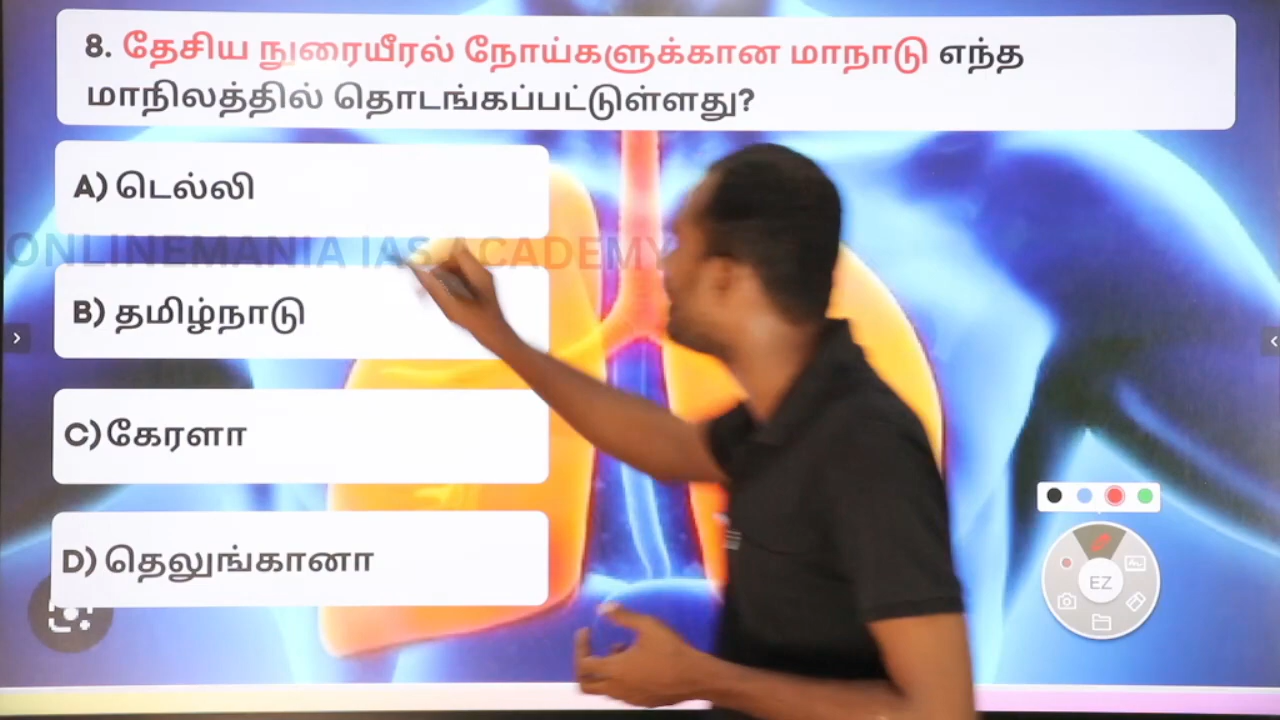 8. தேசிய நுரையீரல் நோய்களுக்கான மாநாடு எந்த
மாநிலத்தில் தொடங்கப்பட்டுள்ளது?
A) டெல்லி
ONLINEMANIA IAS ACADEMY
B) தமிழ்நாடு
C) கேரளா
D) தெலுங்கானா
EZ